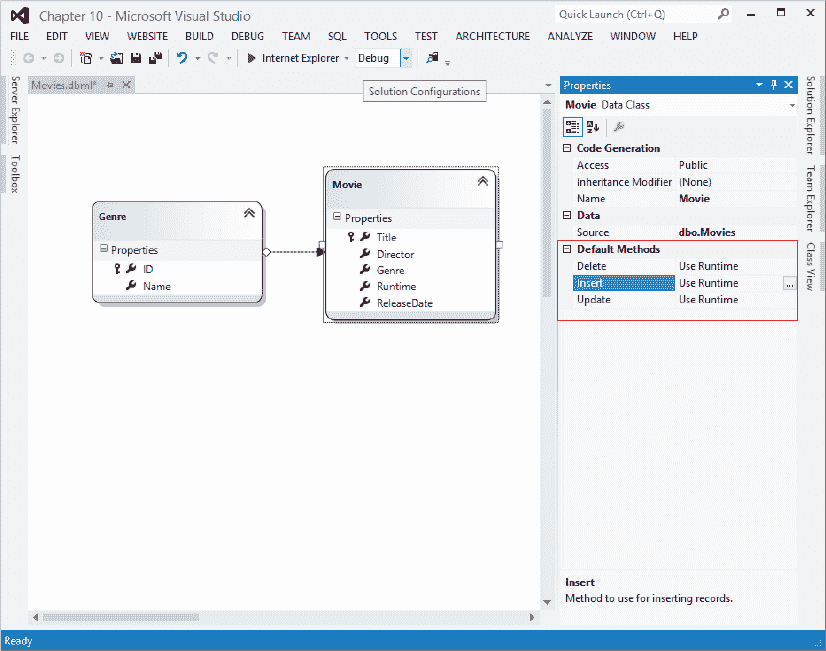 Chapter 10 - Microsoft Visual Studio
Quick Launch (Ctrl+Q)
FILE EDIT VIEW WEBSITE BUILD DEBUG TEAM SQL TOOLS TEST ARCHITECTURE ANALYZE WINDOW HELP
Internet Explorer Debug
Solution Configurations
Server Explorer
Toolbox
Movies.dbml*
Genre
Properties
ID
Name
Movie
Properties
Title
Director
Genre
Runtime
ReleaseDate
Properties
Movie Data Class
Code Generation
Access Public
Inheritance Modifier (None)
Name Movie
Data
Source dbo.Movies
Default Methods
Delete Use Runtime
Insert Use Runtime ...
Update Use Runtime
Insert
Method to use for inserting records.
Solution Explorer
Team Explorer
Class View
Ready